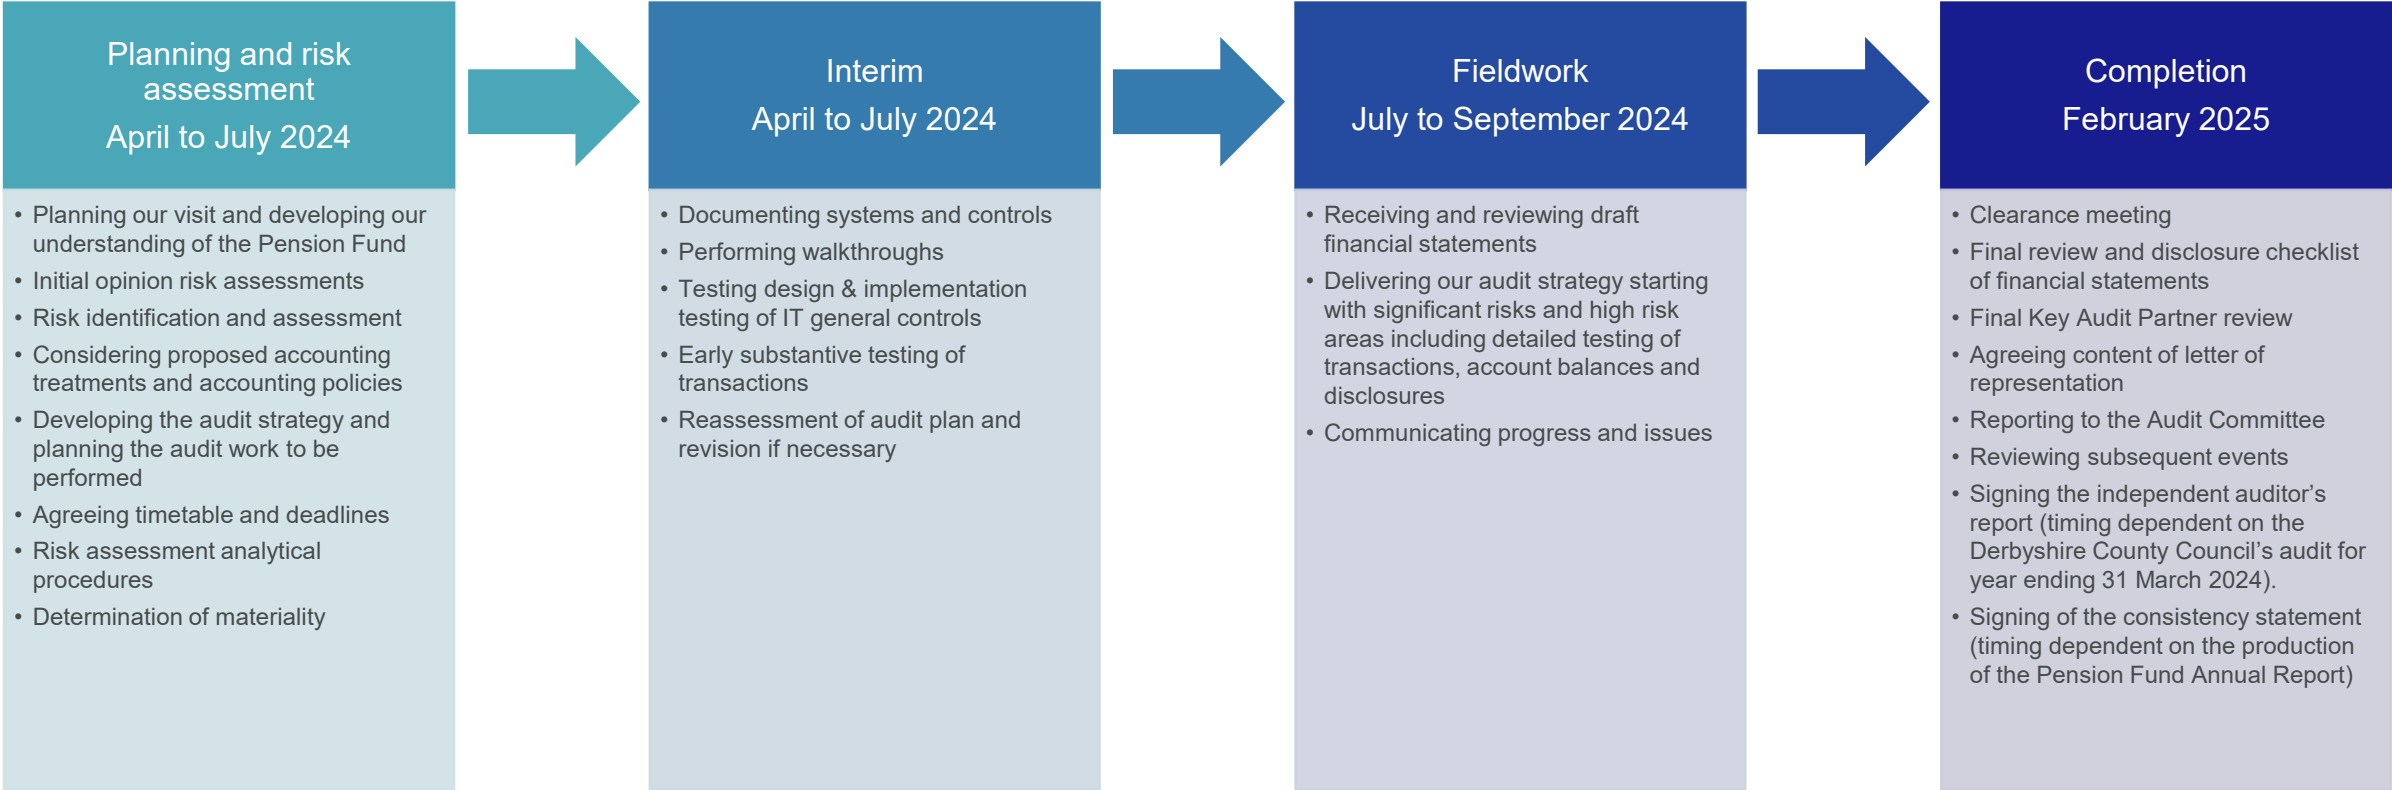 Planning and risk
assessment
April to July 2024
• Planning our visit and developing our
understanding of the Pension Fund
• Initial opinion risk assessments
• Risk identification and assessment
• Considering proposed accounting
treatments and accounting policies
• Developing the audit strategy and
planning the audit work to be
performed
• Agreeing timetable and deadlines
• Risk assessment analytical
procedures
• Determination of materiality
Interim
April to July 2024
• Documenting systems and controls
• Performing walkthroughs
• Testing design & implementation
testing of IT general controls
• Early substantive testing of
transactions
• Reassessment of audit plan and
revision if necessary
Fieldwork
July to September 2024
• Receiving and reviewing draft
financial statements
• Delivering our audit strategy starting
with significant risks and high risk
areas including detailed testing of
transactions, account balances and
disclosures
• Communicating progress and issues
Completion
February 2025
• Clearance meeting
• Final review and disclosure checklist
of financial statements
• Final Key Audit Partner review
• Agreeing content of letter of
representation
• Reporting to the Audit Committee
• Reviewing subsequent events
• Signing the independent auditor’s
report (timing dependent on the
Derbyshire County Council’s audit for
year ending 31 March 2024).
• Signing of the consistency statement
(timing dependent on the production
of the Pension Fund Annual Report)